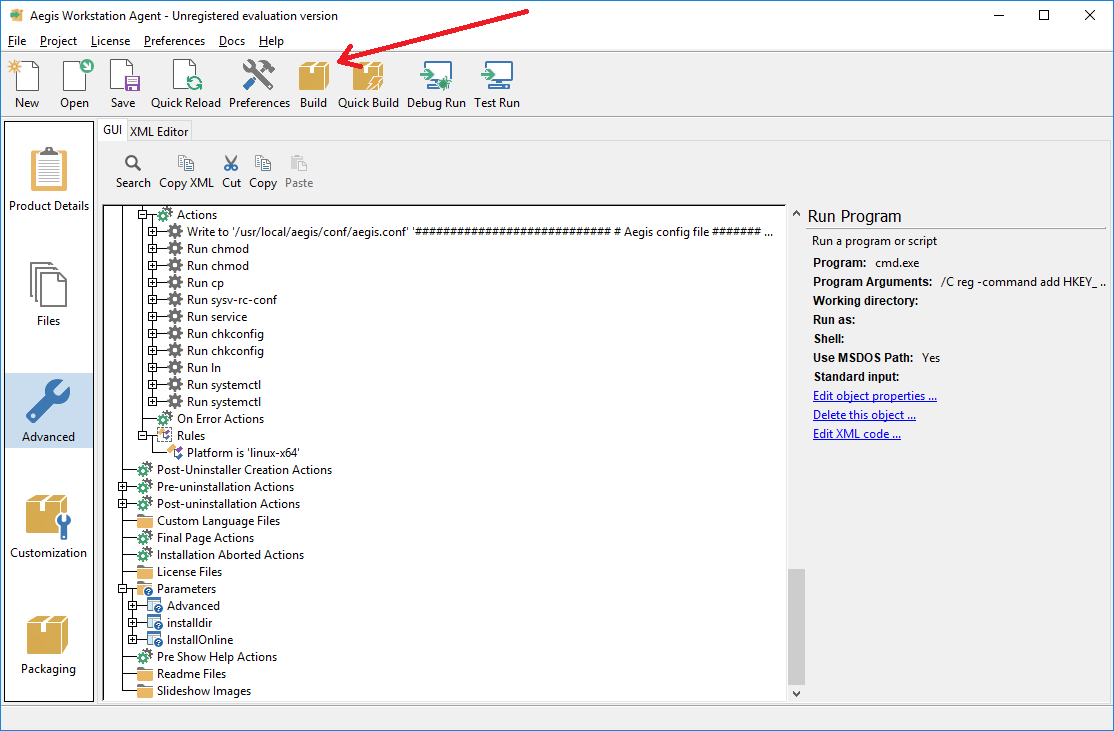 Aegis Workstation Agent - Unregistered evaluation version
File Project License Preferences Docs Help
New Open Save Quick Reload Preferences Build Quick Build Debug Run Test Run
GUI XML Editor
Search Copy XML Cut Copy Paste
Product Details
Files
Advanced
Customization
Packaging
Actions
Write to '/usr/local/aegis/conf/aegis.conf' '############################ # Aegis config file ####### ...
Run chmod
Run chmod
Run cp
Run sysv-rc-conf
Run service
Run chkconfig
Run chkconfig
Run ln
Run systemctl
Run systemctl
On Error Actions
Rules
Platform is 'linux-x64'
Post-Uninstaller Creation Actions
Pre-uninstallation Actions
Post-uninstallation Actions
Custom Language Files
Final Page Actions
Installation Aborted Actions
License Files
Parameters
Advanced
installdir
InstallOnline
Pre Show Help Actions
Readme Files
Slideshow Images
Run Program
Run a program or script
Program: cmd.exe
Program Arguments: /C reg -command add HKEY_ ..
Working directory:
Run as:
Shell:
Use MSDOS Path: Yes
Standard input:
Edit object properties ...
Delete this object ...
Edit XML code ...